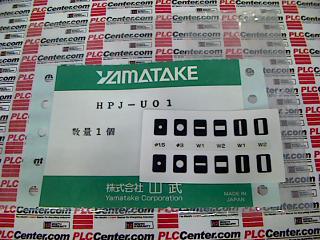 YAMATAKE
HPJ-U01
数量1個
#1.5 #3 W1 W2 W1 W2
株式会社 山武
Yamatake Corporation
MADE IN
JAPAN
PLCCenter.com